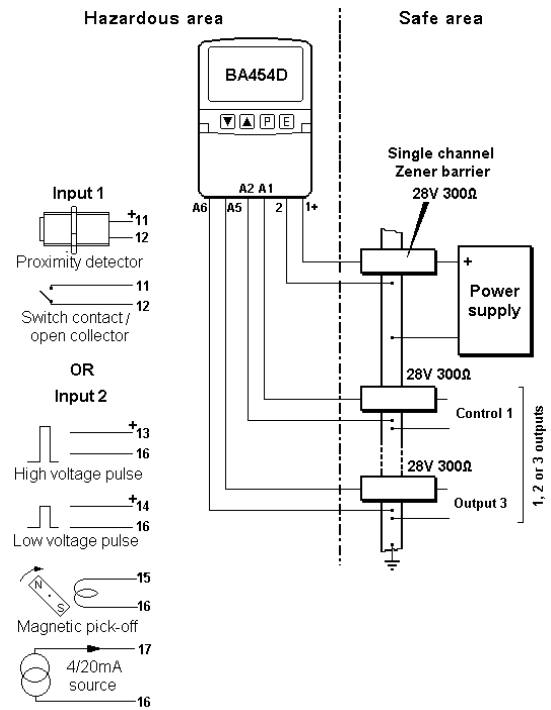 Hazardous area
Safe area
BA454D
P E
A2 A1
A6 A5 2 1+
Single channel
Zener barrier
28V 300Ω
+
Power
supply
28V 300Ω
Control 1
28V 300Ω
Output 3
1, 2 or 3 outputs
Input 1
+11
12
Proximity detector
11
12
Switch contact /
open collector
OR
Input 2
+13
16
High voltage pulse
+14
16
Low voltage pulse
N
S
15
16
Magnetic pick-off
17
4/20mA
source
16